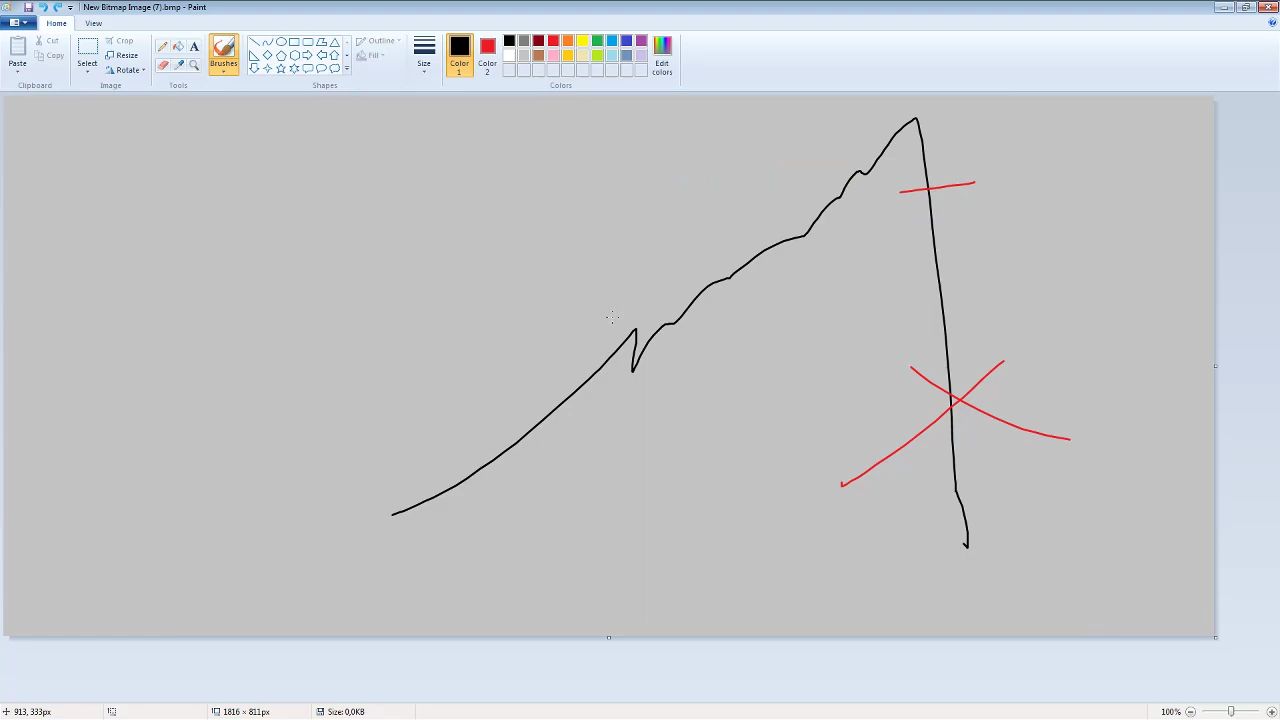 New Bitmap Image (7).bmp - Paint
Home View
Paste
Cut
Copy
Clipboard
Select
Crop
Resize
Rotate
Image
A
Tools
Brushes
Outline
Fill
Shapes
Size
Color 1
Color 2
Edit colors
Colors
913, 333px
1816 × 811px
Size: 0,0KB
100%